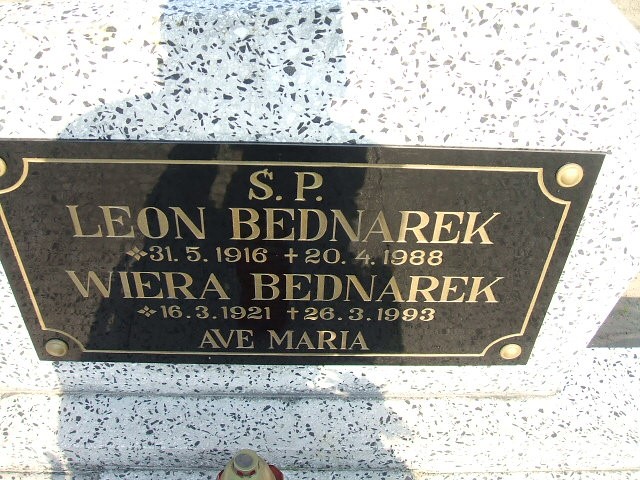 S. P.
LEON BEDNAREK
✥31. 5. 1916 ✝20. 4. 1988
WIERA BEDNAREK
✥16. 3. 1921 ✝26. 3. 1993
AVE MARIA